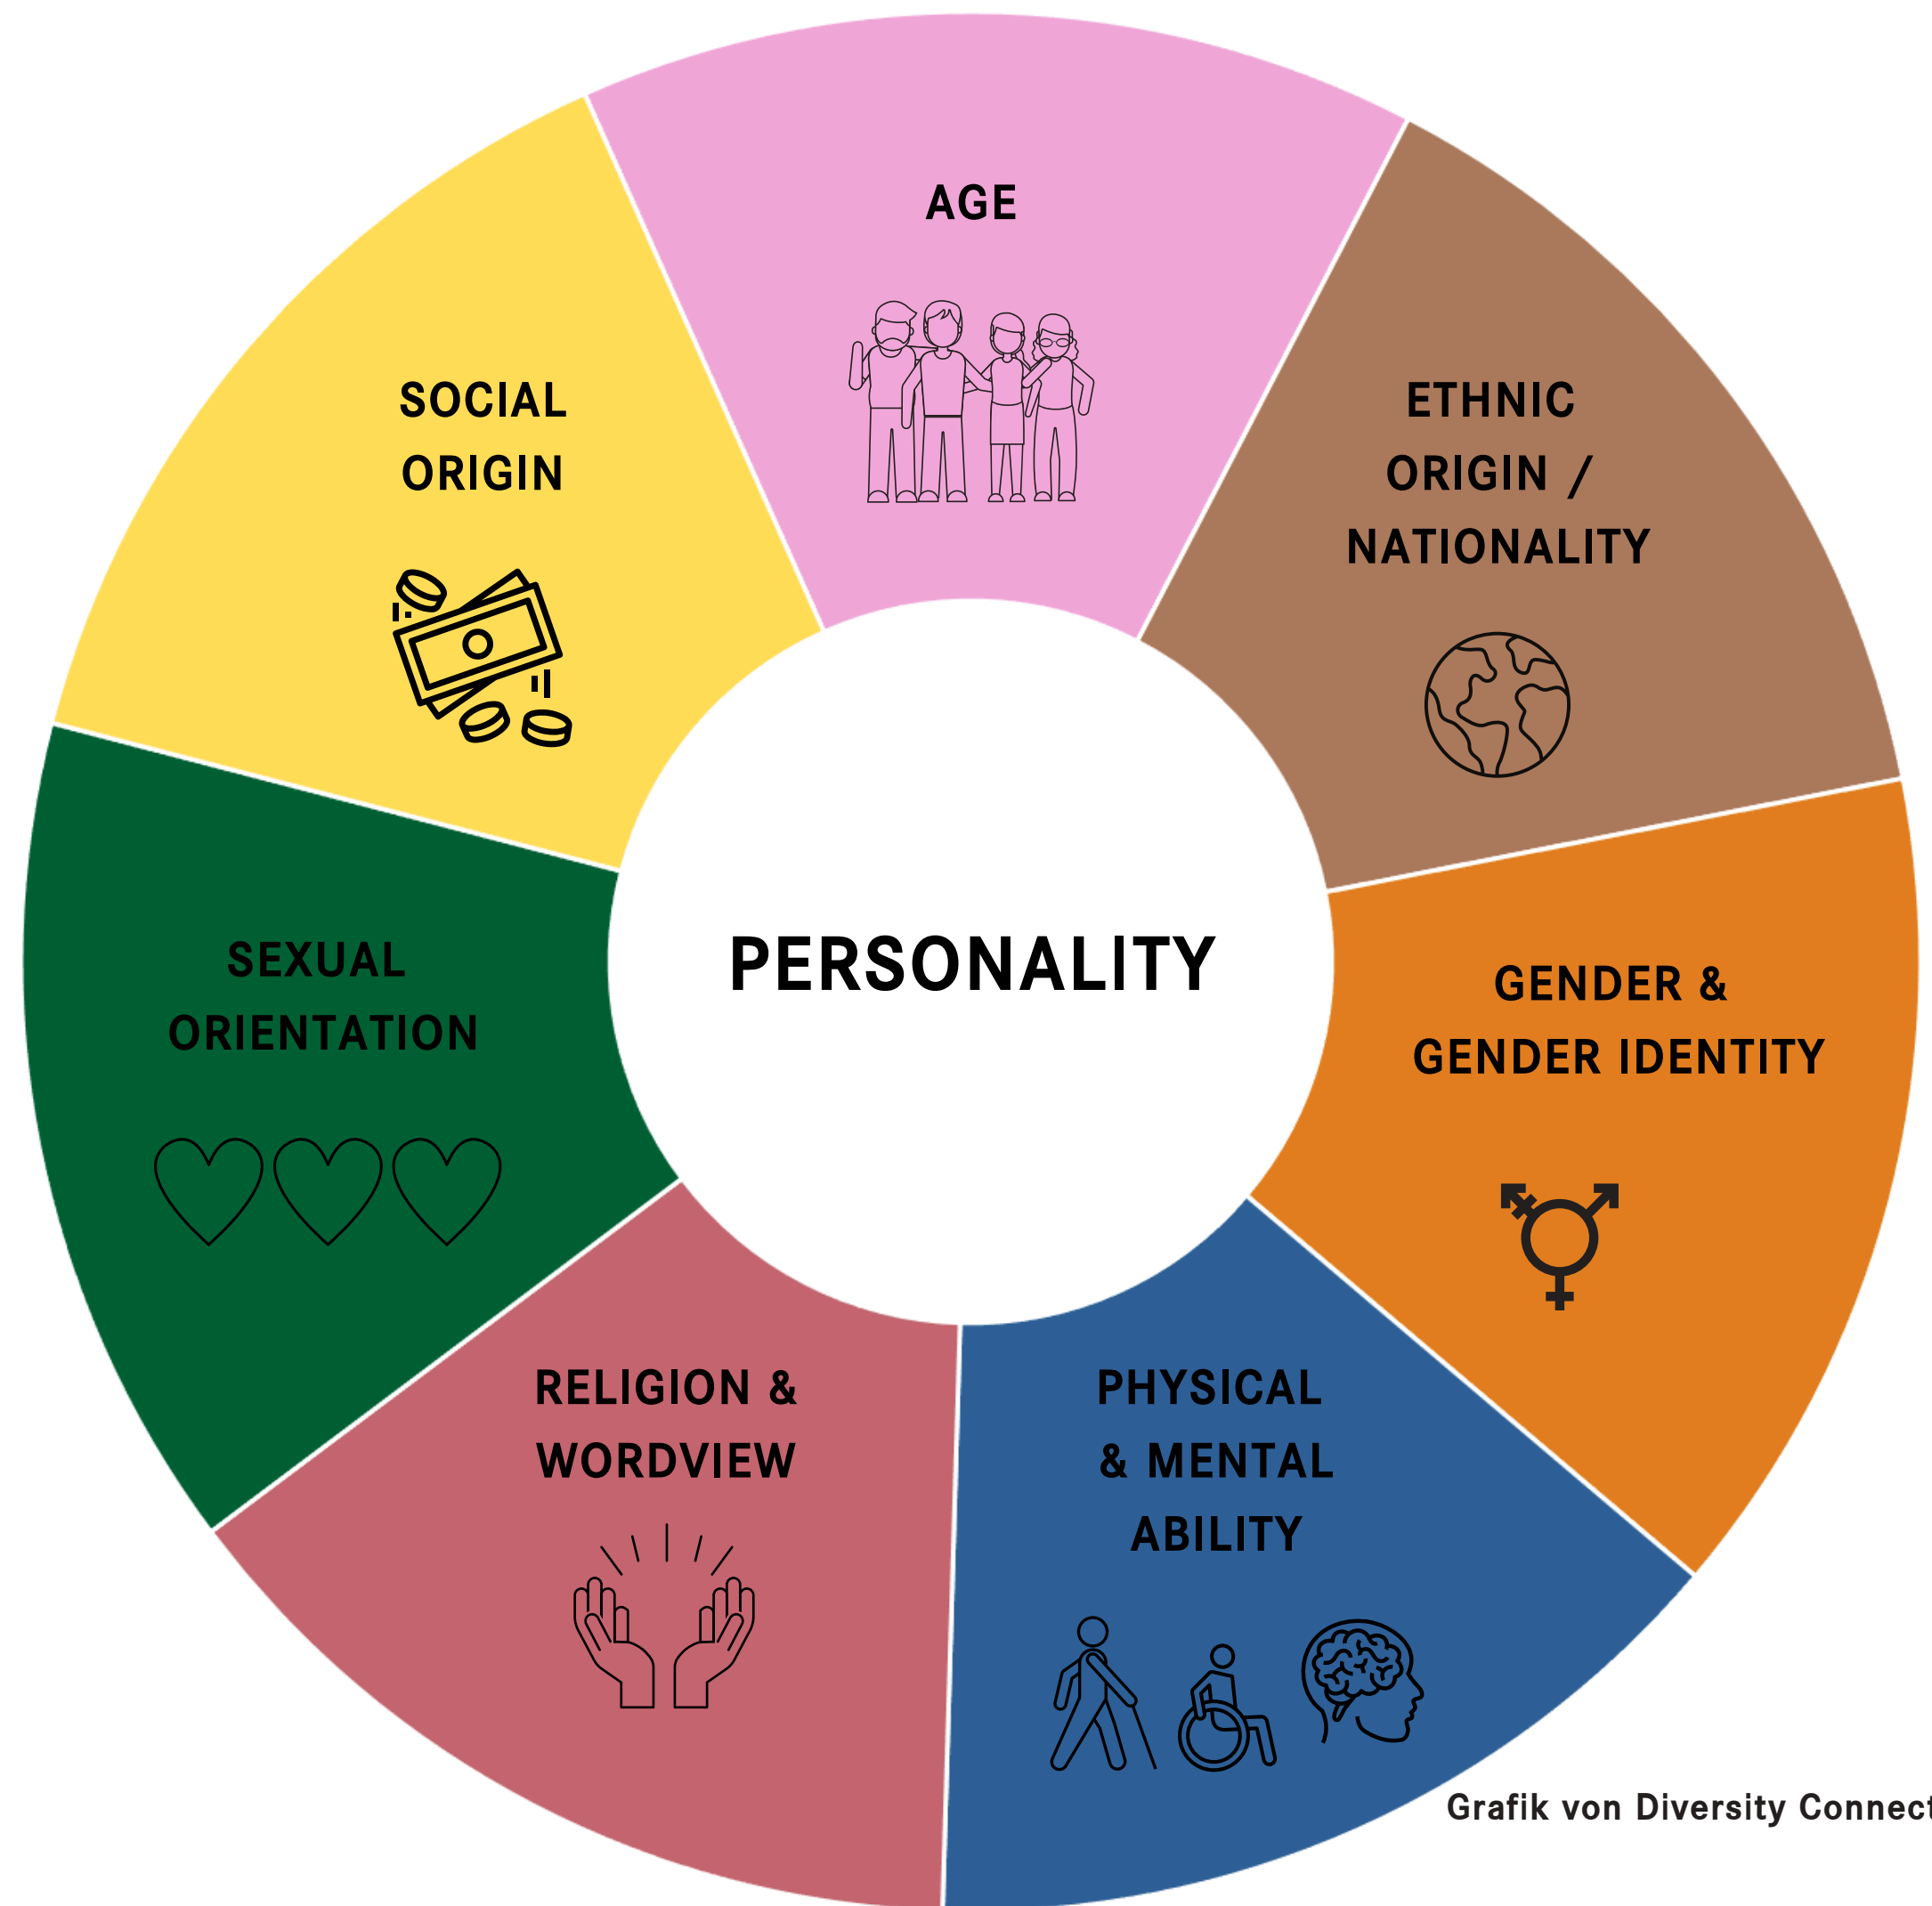 AGE
ETHNIC
ORIGIN /
NATIONALITY
GENDER &
GENDER IDENTITY
PHYSICAL
& MENTAL
ABILITY
RELIGION &
WORDVIEW
SEXUAL
ORIENTATION
SOCIAL
ORIGIN
PERSONALITY
Grafik von Diversity Connect